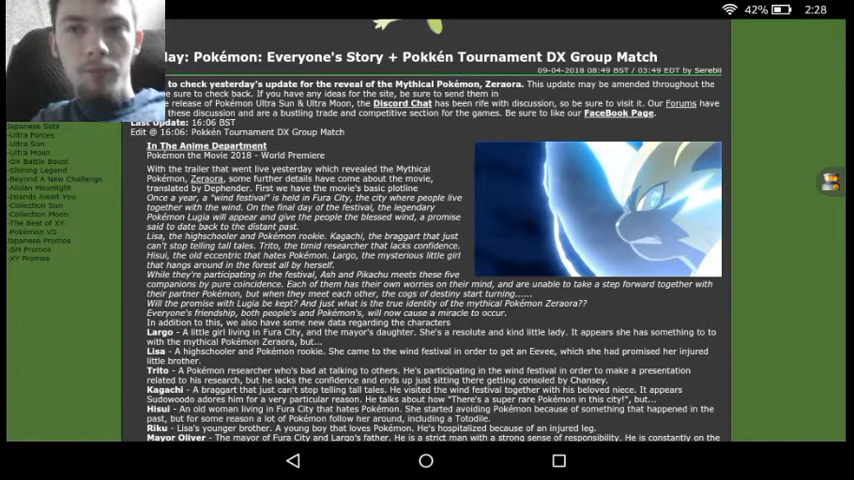 42% 2:28
day: Pokémon: Everyone's Story + Pokkén Tournament DX Group Match
09-04-2018 08:49 BST / 03:49 EDT by Serebii
to check yesterday's update for the reveal of the Mythical Pokémon, Zeraora. This update may be addended throughout the
be sure to check back. If you have any ideas for the site, be sure to send them in
release of Pokémon Ultra Sun & Ultra Moon, the Discord Chat has been rife with discussion, so be sure to visit it. Our Forums have
these discussion and are bustling trade and competitive section for the games. Be sure to like our FaceBook Page.
Last Update: 16:06 BST
Edit @ 16:06: Pokkén Tournament DX Group Match
Japanese Sets
-Ultra Forces
-Ultra Sun
-Ultra Moon
-GX Battle Boost
-Shining Legend
-Beyond A New Challenge
-Alolan Moonlight
-Islands Await You
-Collection Sun
-Collection Moon
-The Best of XY
-Pokémon VS
Japanese Promos
-SM Promos
-XY Promos
In The Anime Department
Pokémon the Movie 2018 - World Premiere
With the trailer that went live yesterday which revealed the Mythical
Pokémon, Zeraora, some further details have come about the movie,
translated by Dephender. First we have the movie's basic plotline
Once a year, a "wind festival" is held in Fura City, the city where people live
together with the wind. On the final day of the festival, the legendary
Pokémon Lugia will appear and give the people the blessed wind, a promise
said to date back to the distant past.
Lisa, the highschooler and Pokémon rookie. Kagachi, the braggart that just
can't stop telling tall tales. Trito, the timid researcher that lacks confidence.
Hisui, the old eccentric that hates Pokémon. Largo, the mysterious little girl
that hangs around in the forest all by herself.
While they're participating in the festival, Ash and Pikachu meets these five
companions by pure coincidence. Each of them has their own worries on their mind, and are unable to take a step forward together with
their partner Pokémon, but when they meet each other, the cogs of destiny start turning......
Will the promise with Lugia be kept? And just what is the true identity of the mythical Pokémon Zeraora??
Everyone's friendship, both people's and Pokémon's, will now cause a miracle to occur.
In addition to this, we also have some new data regarding the characters
Largo - A little girl living in Fura City, and the mayor's daughter. She's a resolute and kind little lady. It appears she has something to to
with the mythical Pokémon Zeraora, but...
Lisa - A highschooler and Pokémon rookie. She came to the wind festival in order to get an Eevee, which she had promised her injured
little brother.
Trito - A Pokémon researcher who's bad at talking to others. He's participating in the wind festival in order to make a presentation
related to his research, but he lacks the confidence and ends up just sitting there getting consoled by Chansey.
Kagachi - A braggart that just can't stop telling tall tales. He visited the wind festival together with his beloved niece. It appears
Sudowoodo adores him for a very particular reason. He talks about how "There's a super rare Pokémon in this city!", but...
Hisui - An old woman living in Fura City that hates Pokémon. She started avoiding Pokémon because of something that happened in the
past, but for some reason a lot of Pokémon follow her around, including a Totodile.
Riku - Lisa's younger brother. A young boy that loves Pokémon. He's hospitalized because of an injured leg.
Mayor Oliver - The mayor of Fura City and Largo's father. He is a strict man with a strong sense of responsibility. He is constantly on the